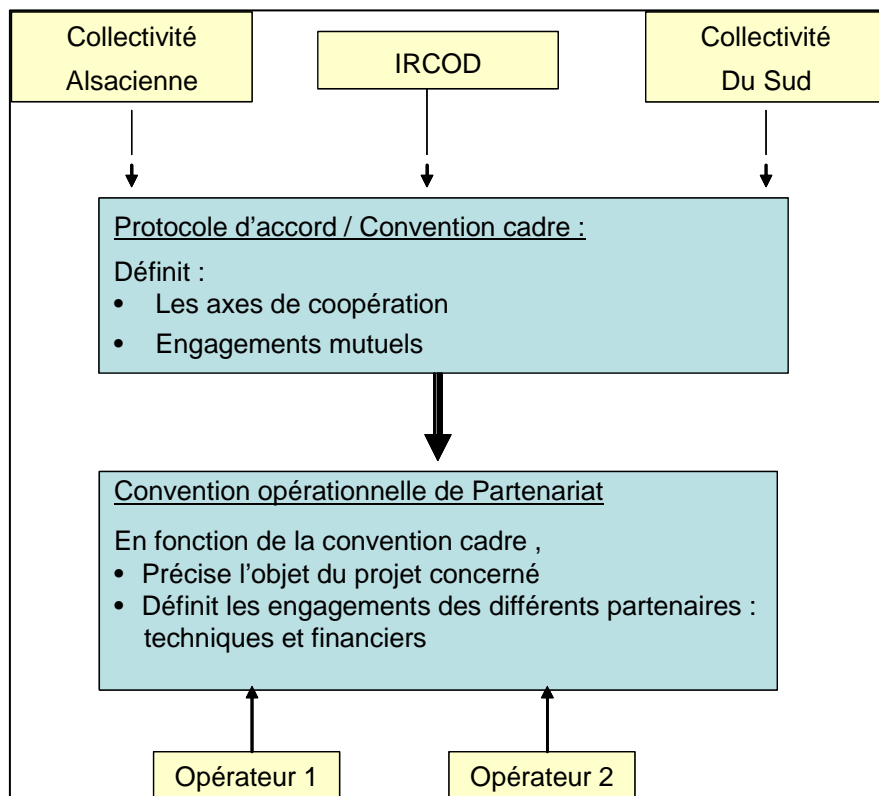 Collectivité
Alsacienne
IRCOD
Collectivité
Du Sud
Protocole d'accord / Convention cadre :
Définit :
• Les axes de coopération
• Engagements mutuels
Convention opérationnelle de Partenariat
En fonction de la convention cadre ,
• Précise l'objet du projet concerné
• Définit les engagements des différents partenaires :
techniques et financiers
Opérateur 1
Opérateur 2